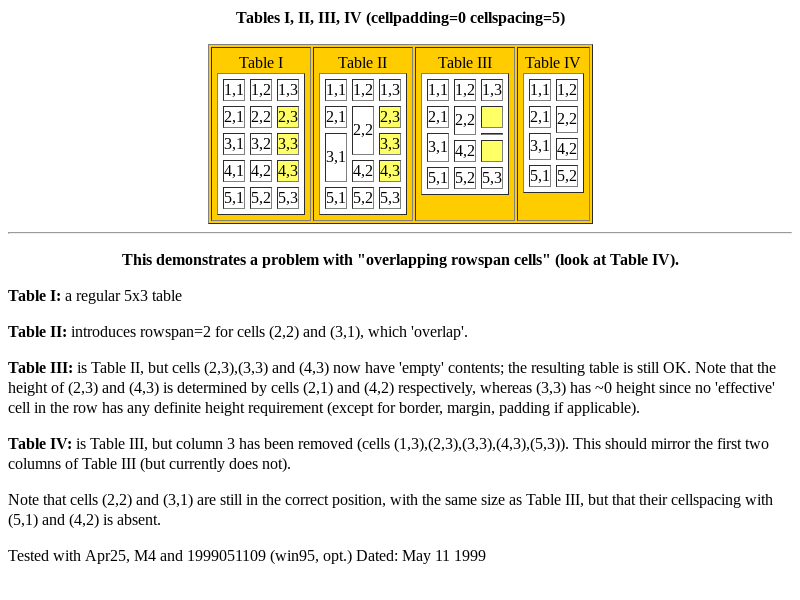 Tables I, II, III, IV (cellpadding=0 cellspacing=5)
Table I Table II Table III Table IV
1,1 1,2 1,3 1,1 1,2 1,3 1,1 1,2 1,3 1,1 1,2
2,1 2,2 2,3 2,1 2,2 2,3 2,1 2,2 2,1 2,2
3,1 3,2 3,3 3,1 3,3 3,1 3,1
4,1 4,2 4,3 4,2 4,3 4,2 4,2
5,1 5,2 5,3 5,1 5,2 5,3 5,1 5,2 5,3 5,1 5,2
This demonstrates a problem with "overlapping rowspan cells" (look at Table IV).
Table I: a regular 5x3 table
Table II: introduces rowspan=2 for cells (2,2) and (3,1), which 'overlap'.
Table III: is Table II, but cells (2,3),(3,3) and (4,3) now have 'empty' contents; the resulting table is still OK. Note that the
height of (2,3) and (4,3) is determined by cells (2,1) and (4,2) respectively, whereas (3,3) has ~0 height since no 'effective'
cell in the row has any definite height requirement (except for border, margin, padding if applicable).
Table IV: is Table III, but column 3 has been removed (cells (1,3),(2,3),(3,3),(4,3),(5,3)). This should mirror the first two
columns of Table III (but currently does not).
Note that cells (2,2) and (3,1) are still in the correct position, with the same size as Table III, but that their cellspacing with
(5,1) and (4,2) is absent.
Tested with Apr25, M4 and 1999051109 (win95, opt.) Dated: May 11 1999